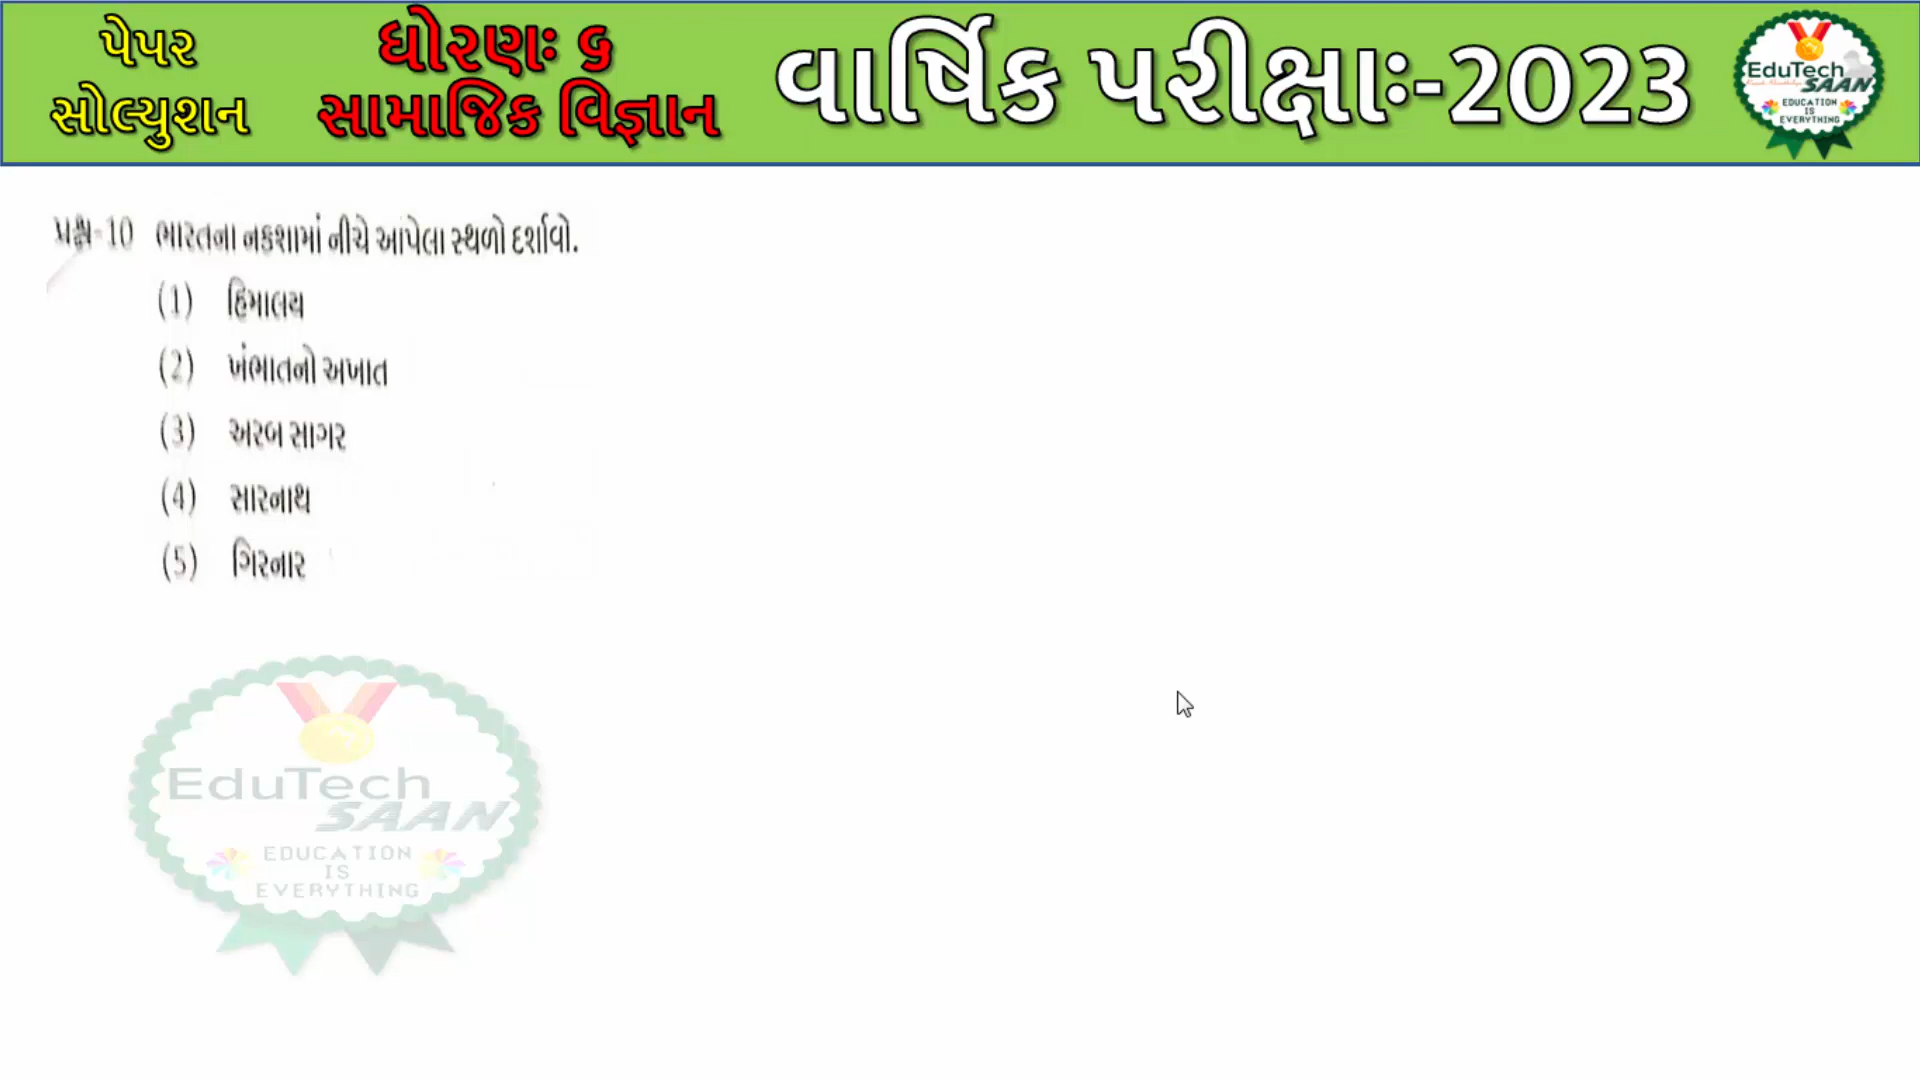 પેપર
સોલ્યુશન
ધોરણઃ ૬
સામાજિક વિજ્ઞાન
વાર્ષિક પરીક્ષાઃ-2023
EduTech
SAAN
EDUCATION
IS
EVERYTHING
પ્રશ્ન-10 ભારતના નકશામાં નીચે આપેલા સ્થળો દર્શાવો.
(1) હિમાલય
(2) ખંભાતનો અખાત
(3) અરબ સાગર
(4) સારનાથ
(5) ગિરનાર
EduTech
SAAN
EDUCATION
IS
EVERYTHING